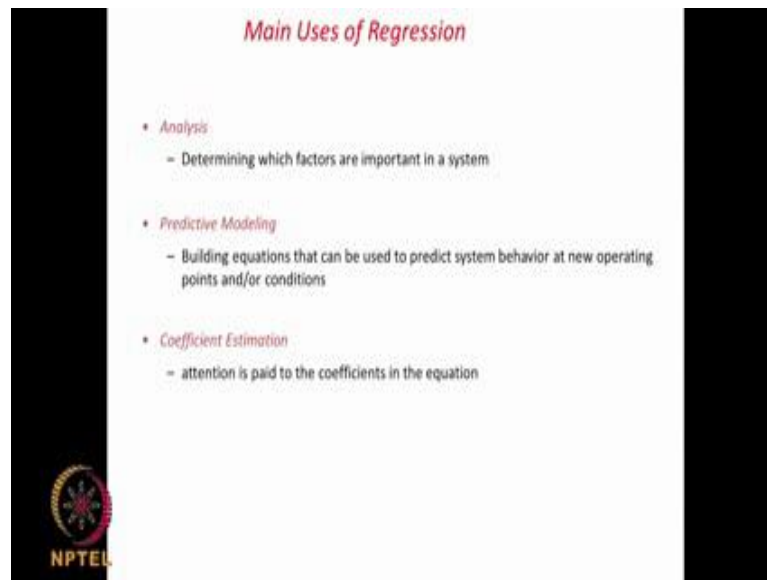 Main Uses of Regression
• Analysis
– Determining which factors are important in a system
• Predictive Modeling
– Building equations that can be used to predict system behavior at new operating
points and/or conditions
• Coefficient Estimation
– attention is paid to the coefficients in the equation
NPTEL